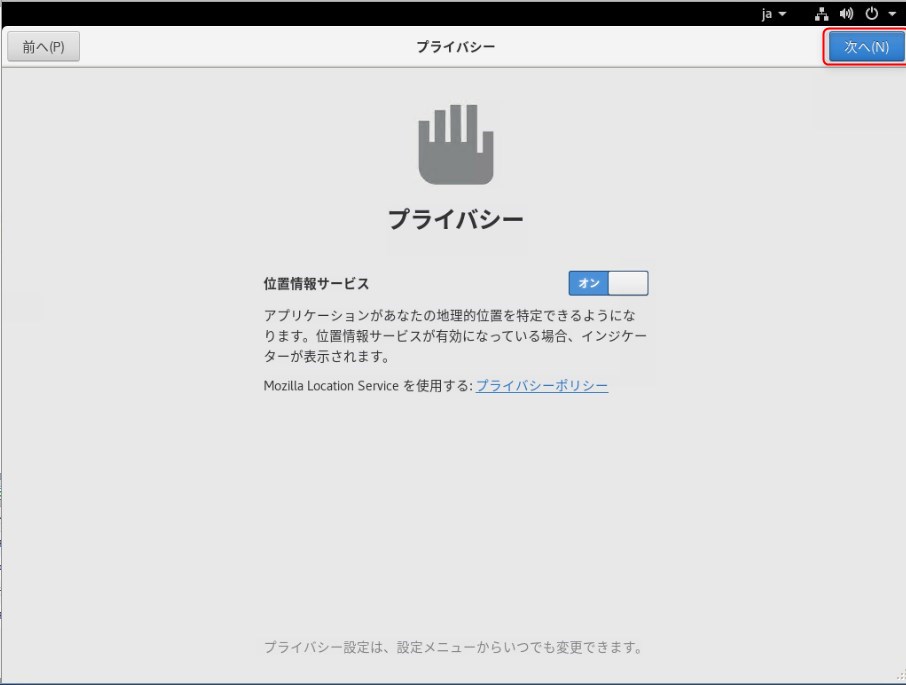 ja
前へ(P)
プライバシー
次へ(N)
プライバシー
位置情報サービス
オン
アプリケーションがあなたの地理的位置を特定できるようにな
ります。位置情報サービスが有効になっている場合、インジケー
ターが表示されます。
Mozilla Location Service を使用する: プライバシーポリシー
プライバシー設定は、設定メニューからいつでも変更できます。